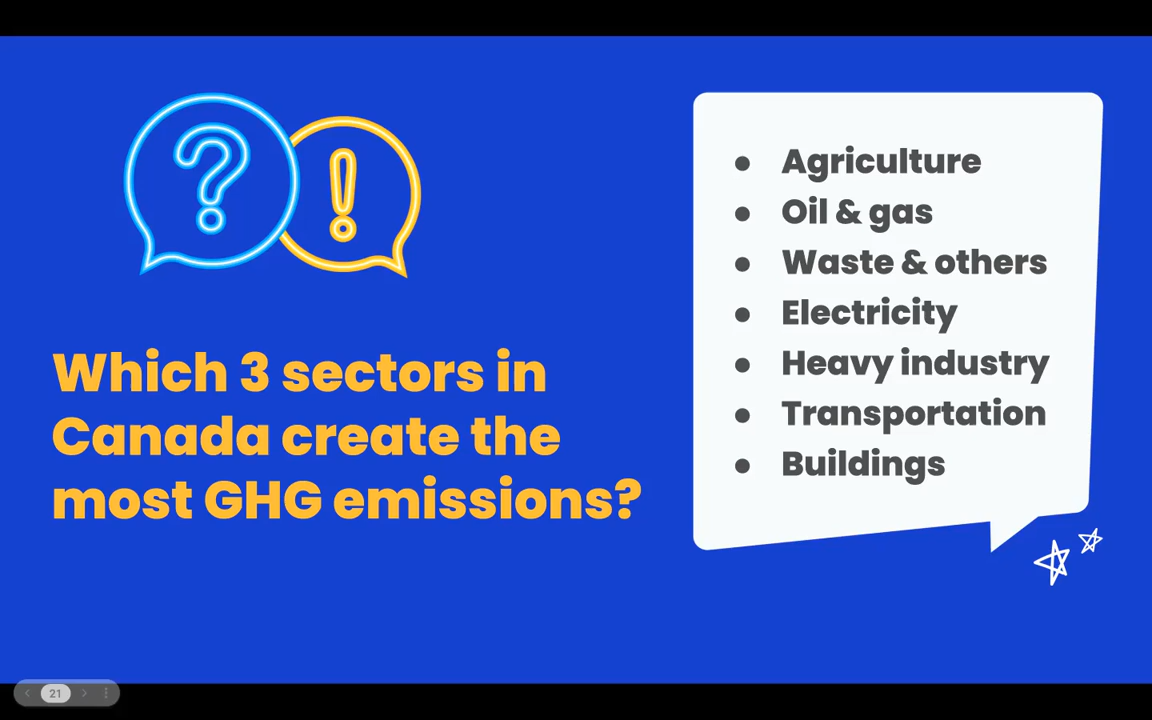 Which 3 sectors in
Canada create the
most GHG emissions?
● Agriculture
● Oil & gas
● Waste & others
● Electricity
● Heavy industry
● Transportation
● Buildings
21